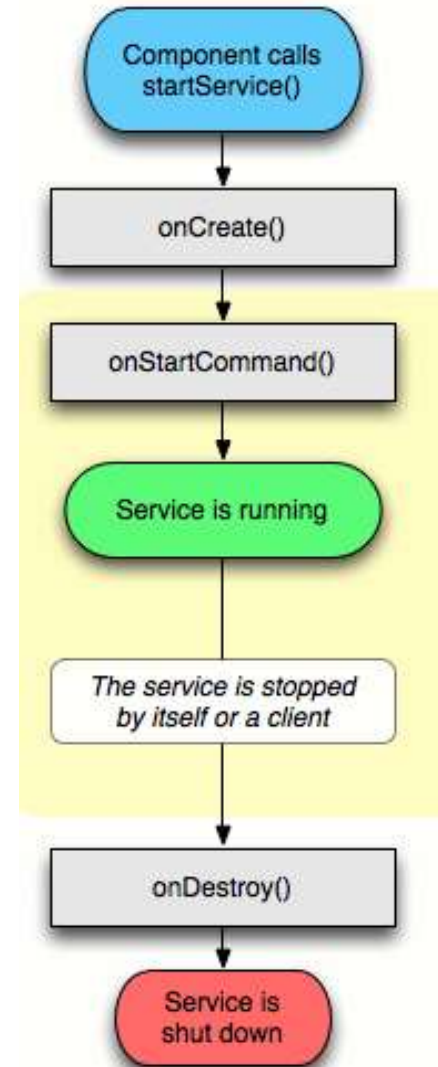 Component calls
startService()
onCreate()
onStartCommand()
Service is running
The service is stopped
by itself or a client
onDestroy()
Service is
shut down